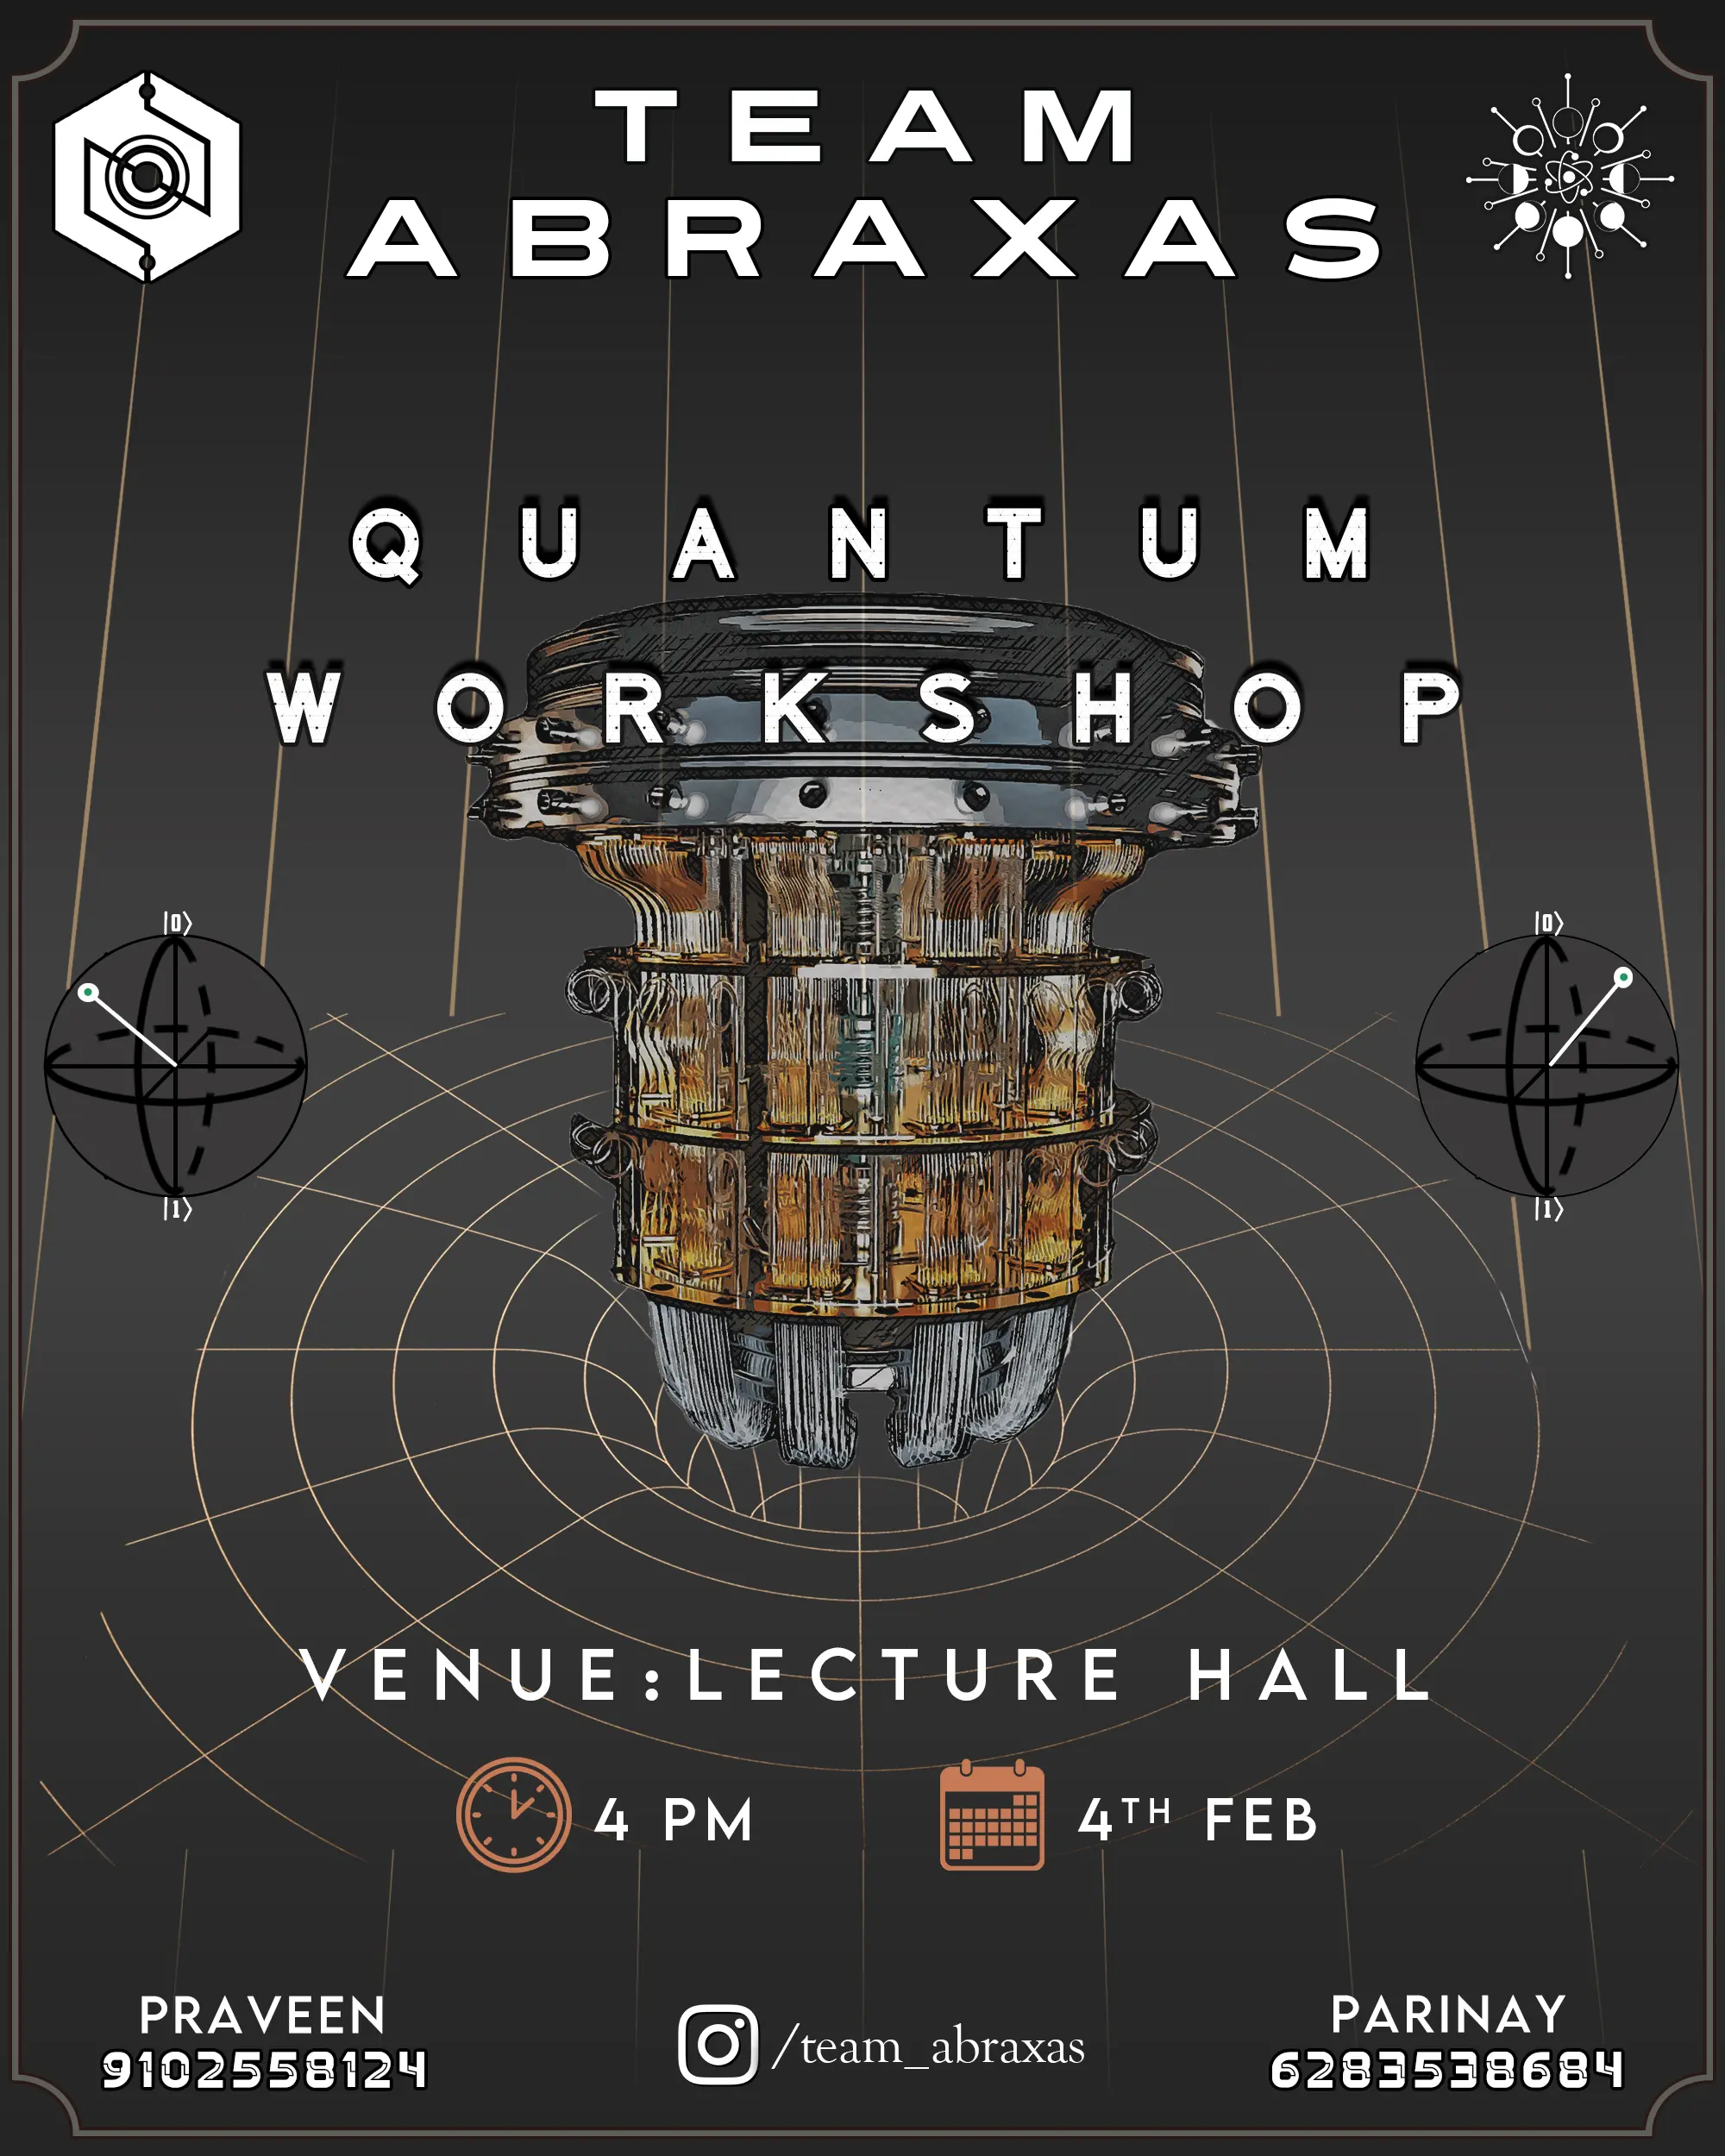 TEAM
ABRAXAS
QUANTUM
WORKSHOP
|0⟩
|0⟩
|1⟩
|1⟩
VENUE:LECTURE HALL
4 PM
4TH FEB
PRAVEEN
9102558124
/team_abraxas
PARINAY
6283538684